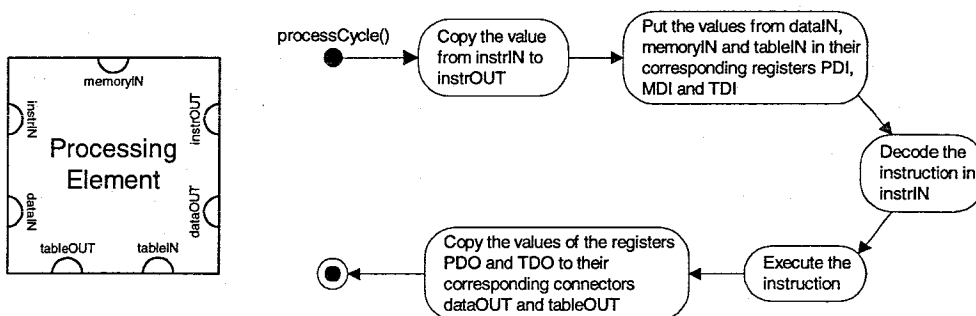 memoryIN
instrIN
instrOUT
Processing
Element
dataIN
dataOUT
tableOUT
tableIN
processCycle()
Copy the value
from instrIN to
instrOUT
Put the values from dataIN,
memoryIN and tableIN in their
corresponding registers PDI,
MDI and TDI
Decode the
instruction in
instrIN
Execute the
instruction
Copy the values of the registers
PDO and TDO to their
corresponding connectors
dataOUT and tableOUT